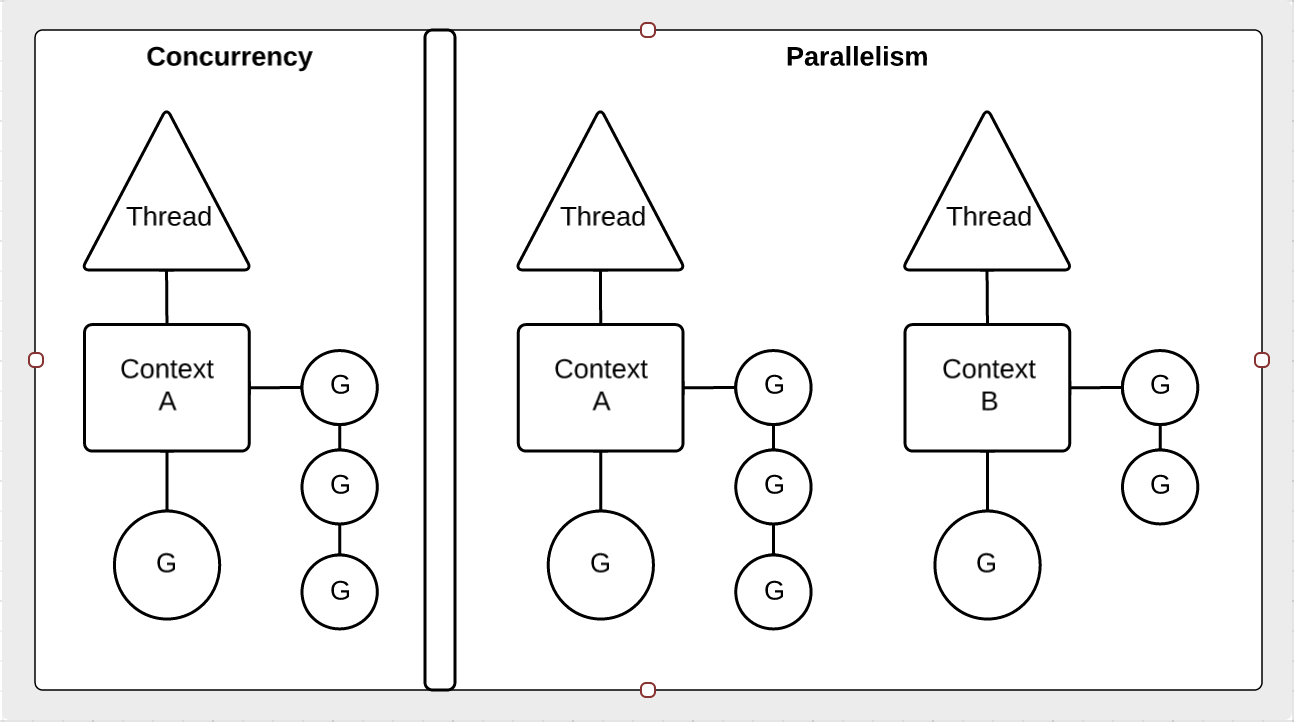 Concurrency
Thread
Context
A
G
G
G
G
Parallelism
Thread
Context
A
G
G
G
G
Thread
Context
B
G
G
G